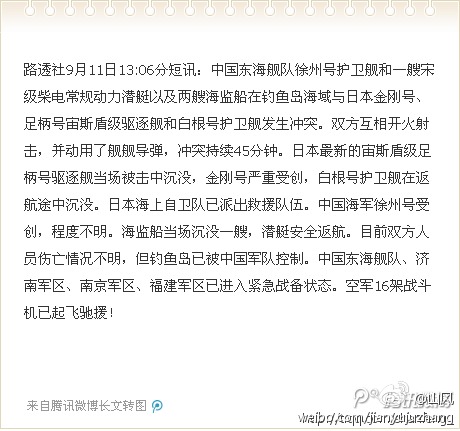 路透社9月11日13:06分短讯：中国东海舰队徐州号护卫舰和一艘宋
级柴电常规动力潜艇以及两艘海监船在钓鱼岛海域与日本金刚号、
足柄号宙斯盾级驱逐舰和白根号护卫舰发生冲突。双方互相开火射
击，并动用了舰舰导弹，冲突持续45分钟。日本最新的宙斯盾级足
柄号驱逐舰当场被击中沉没，金刚号严重受创，白根号护卫舰在返
航途中沉没。日本海上自卫队已派出救援队伍。中国海军徐州号受
创，程度不明。海监船当场沉没一艘，潜艇安全返航。目前双方人
员伤亡情况不明，但钓鱼岛已被中国军队控制。中国东海舰队、济
南军区、南京军区、福建军区已进入紧急战备状态。空军16架战斗
机已起飞驰援！
来自腾讯微博长文转图
@山风